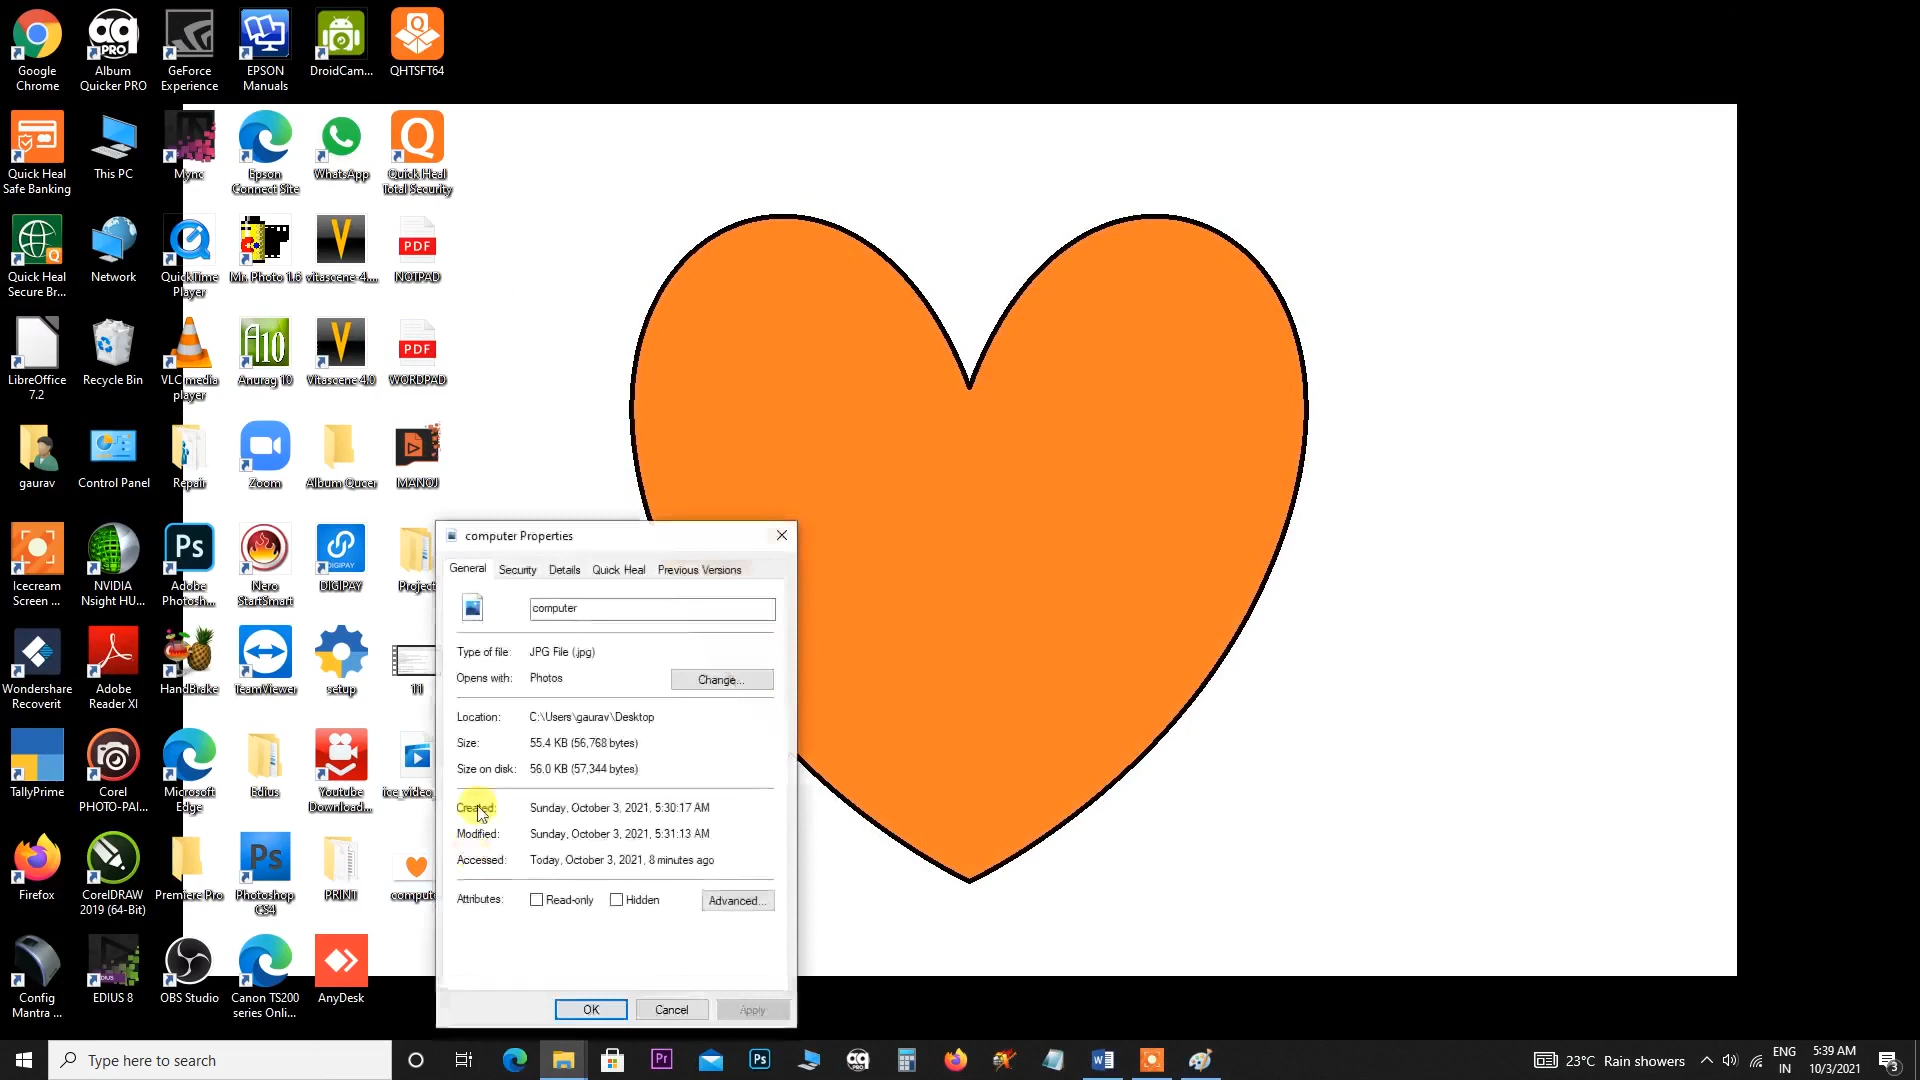 Google
Chrome
Album
Quicker PRO
GeForce
Experience
EPSON
Manuals
DroidCam...
QHTSFT64
Quick Heal
Safe Banking
This PC
Mync
Epson
Connect Site
WhatsApp
Quick Heal
Total Security
Quick Heal
Secure Br...
Network
QuickTime
Player
Mr. Photo 1.6
vitascene-4....
PDF
NOTPAD
LibreOffice
7.2
Recycle Bin
VLC media
player
A10
Anurag 10
Vitascene 4.0
PDF
WORDPAD
gaurav
Control Panel
Repair
Zoom
Album Qucer
MANOJ
Icecream
Screen ...
NVIDIA
Nsight HU...
Adobe
Photosh...
Nero
StartSmart
DIGIPAY
Project
Wondershare
Recoverit
Adobe
Reader XI
HandBrake
TeamViewer
setup
11
TallyPrime
Corel
PHOTO-PAI...
Microsoft
Edge
Edius
Youtube
Download...
ice_video_
Firefox
CorelDRAW
2019 (64-Bit)
Premiere Pro
Photoshop
CS4
PRINT
compute
Config
Mantra ...
EDIUS 8
OBS Studio
Canon TS200
series Onli...
AnyDesk
computer Properties
General Security Details Quick Heal Previous Versions
computer
Type of file: JPG File (.jpg)
Opens with: Photos
Change...
Location: C:\Users\gaurav\Desktop
Size: 55.4 KB (56,768 bytes)
Size on disk: 56.0 KB (57,344 bytes)
Created: Sunday, October 3, 2021, 5:30:17 AM
Modified: Sunday, October 3, 2021, 5:31:13 AM
Accessed: Today, October 3, 2021, 8 minutes ago
Attributes: Read-only Hidden Advanced...
OK Cancel Apply
Type here to search
23°C Rain showers
ENG
IN
5:39 AM
10/3/2021
3